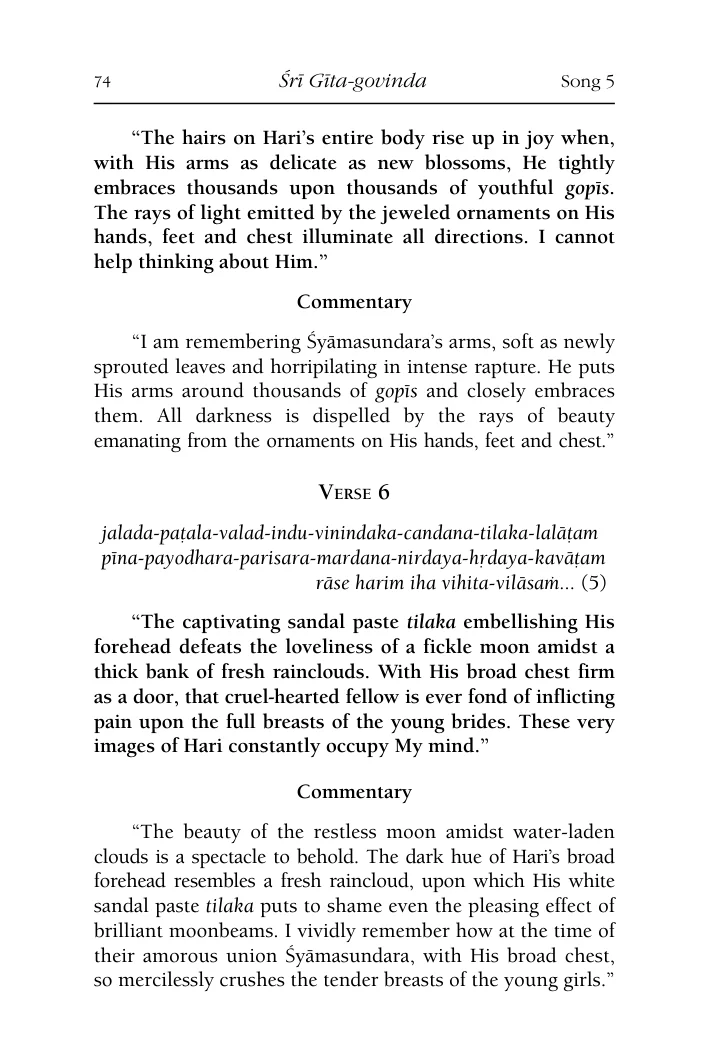 74 Śrī Gīta-govinda Song 5
“The hairs on Hari’s entire body rise up in joy when,
with His arms as delicate as new blossoms, He tightly
embraces thousands upon thousands of youthful gopīs.
The rays of light emitted by the jeweled ornaments on His
hands, feet and chest illuminate all directions. I cannot
help thinking about Him.”
Commentary
“I am remembering Śyāmasundara’s arms, soft as newly
sprouted leaves and horripilating in intense rapture. He puts
His arms around thousands of gopīs and closely embraces
them. All darkness is dispelled by the rays of beauty
emanating from the ornaments on His hands, feet and chest.”
Verse 6
jalada-paṭala-valad-indu-vinindaka-candana-tilaka-lalāṭam
pīna-payodhara-parisara-mardana-nirdaya-hṛdaya-kavāṭam
rāse harim iha vihita-vilāsaṁ... (5)
“The captivating sandal paste tilaka embellishing His
forehead defeats the loveliness of a fickle moon amidst a
thick bank of fresh rainclouds. With His broad chest firm
as a door, that cruel-hearted fellow is ever fond of inflicting
pain upon the full breasts of the young brides. These very
images of Hari constantly occupy My mind.”
Commentary
“The beauty of the restless moon amidst water-laden
clouds is a spectacle to behold. The dark hue of Hari’s broad
forehead resembles a fresh raincloud, upon which His white
sandal paste tilaka puts to shame even the pleasing effect of
brilliant moonbeams. I vividly remember how at the time of
their amorous union Śyāmasundara, with His broad chest,
so mercilessly crushes the tender breasts of the young girls.”